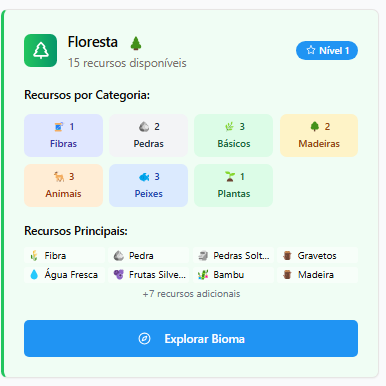 Floresta
15 recursos disponíveis
Nível 1
Recursos por Categoria:
1
Fibras
2
Pedras
3
Básicos
2
Madeiras
3
Animais
3
Peixes
1
Plantas
Recursos Principais:
Fibra
Pedra
Pedras Solt...
Gravetos
Água Fresca
Frutas Silve...
Bambu
Madeira
+7 recursos adicionais
Explorar Bioma